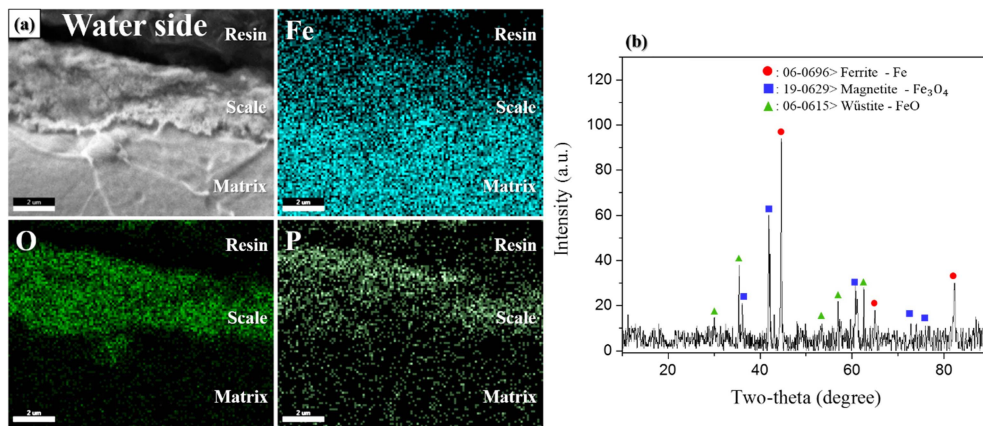 (a) Water side
Resin
Scale
Matrix
2 um
Fe
Resin
Scale
Matrix
2 um
O
Resin
Scale
Matrix
2 um
P
Resin
Scale
Matrix
2 um
(b)
: 06-0696> Ferrite - Fe
: 19-0629> Magnetite - Fe₃O₄
: 06-0615> Wüstite - FeO
120
100
80
60
40
20
0
Intensity (a.u.)
20 40 60 80
Two-theta (degree)